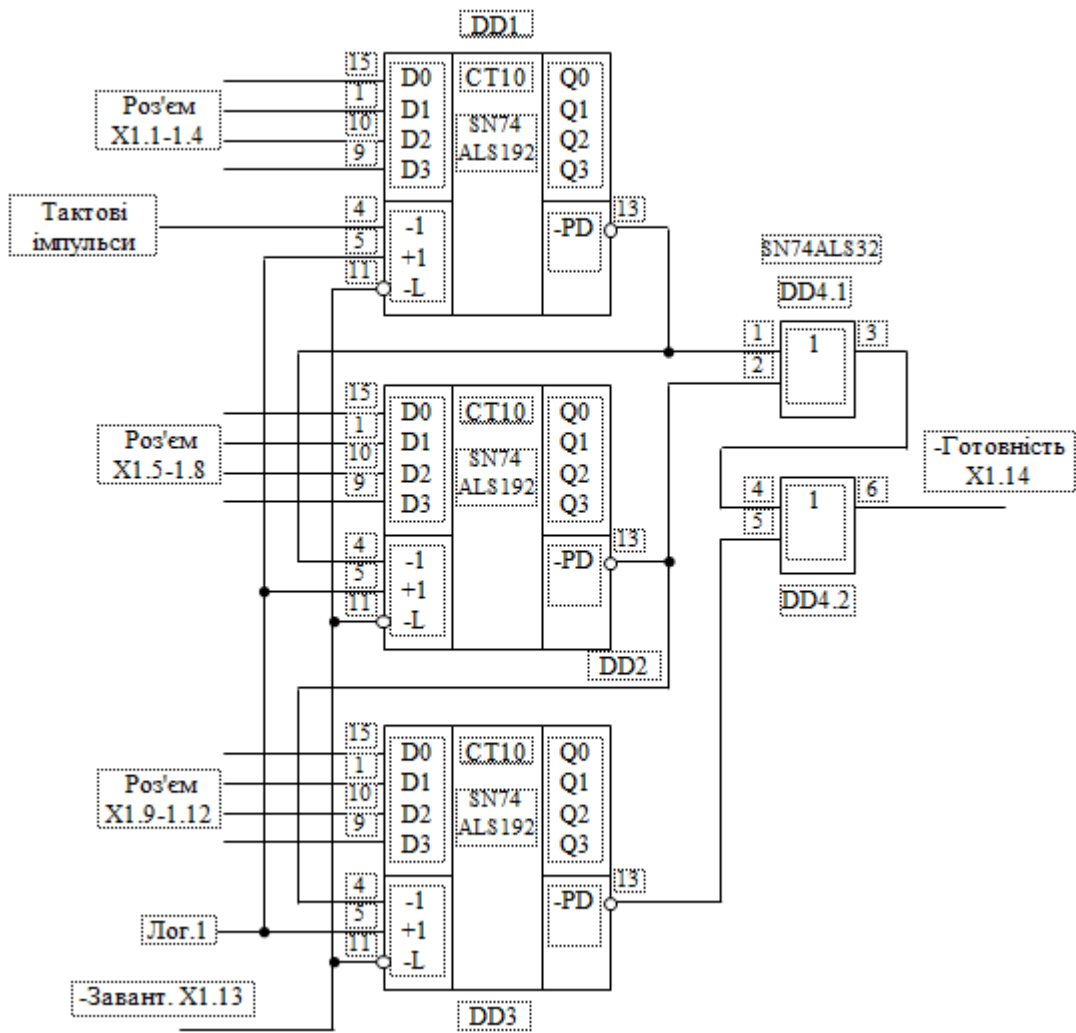 DD1
15
D0
CT10
Q0
1
D1
Q1
Роз'єм
X1.1-1.4
10
D2
SN74
ALS192
Q2
9
D3
Q3
Тактові
імпульси
4
-1
-PD
13
5
+1
11
-L
SN74ALS32
DD4.1
1
1
3
2
15
D0
CT10
Q0
1
D1
Q1
Роз'єм
X1.5-1.8
10
D2
SN74
ALS192
Q2
9
D3
Q3
-Готовність
X1.14
4
1
6
5
DD4.2
4
-1
-PD
13
5
+1
11
-L
DD2
15
D0
CT10
Q0
1
D1
Q1
Роз'єм
X1.9-1.12
10
D2
SN74
ALS192
Q2
9
D3
Q3
4
-1
-PD
13
5
+1
Лог.1
11
-L
-Завант. X1.13
DD3